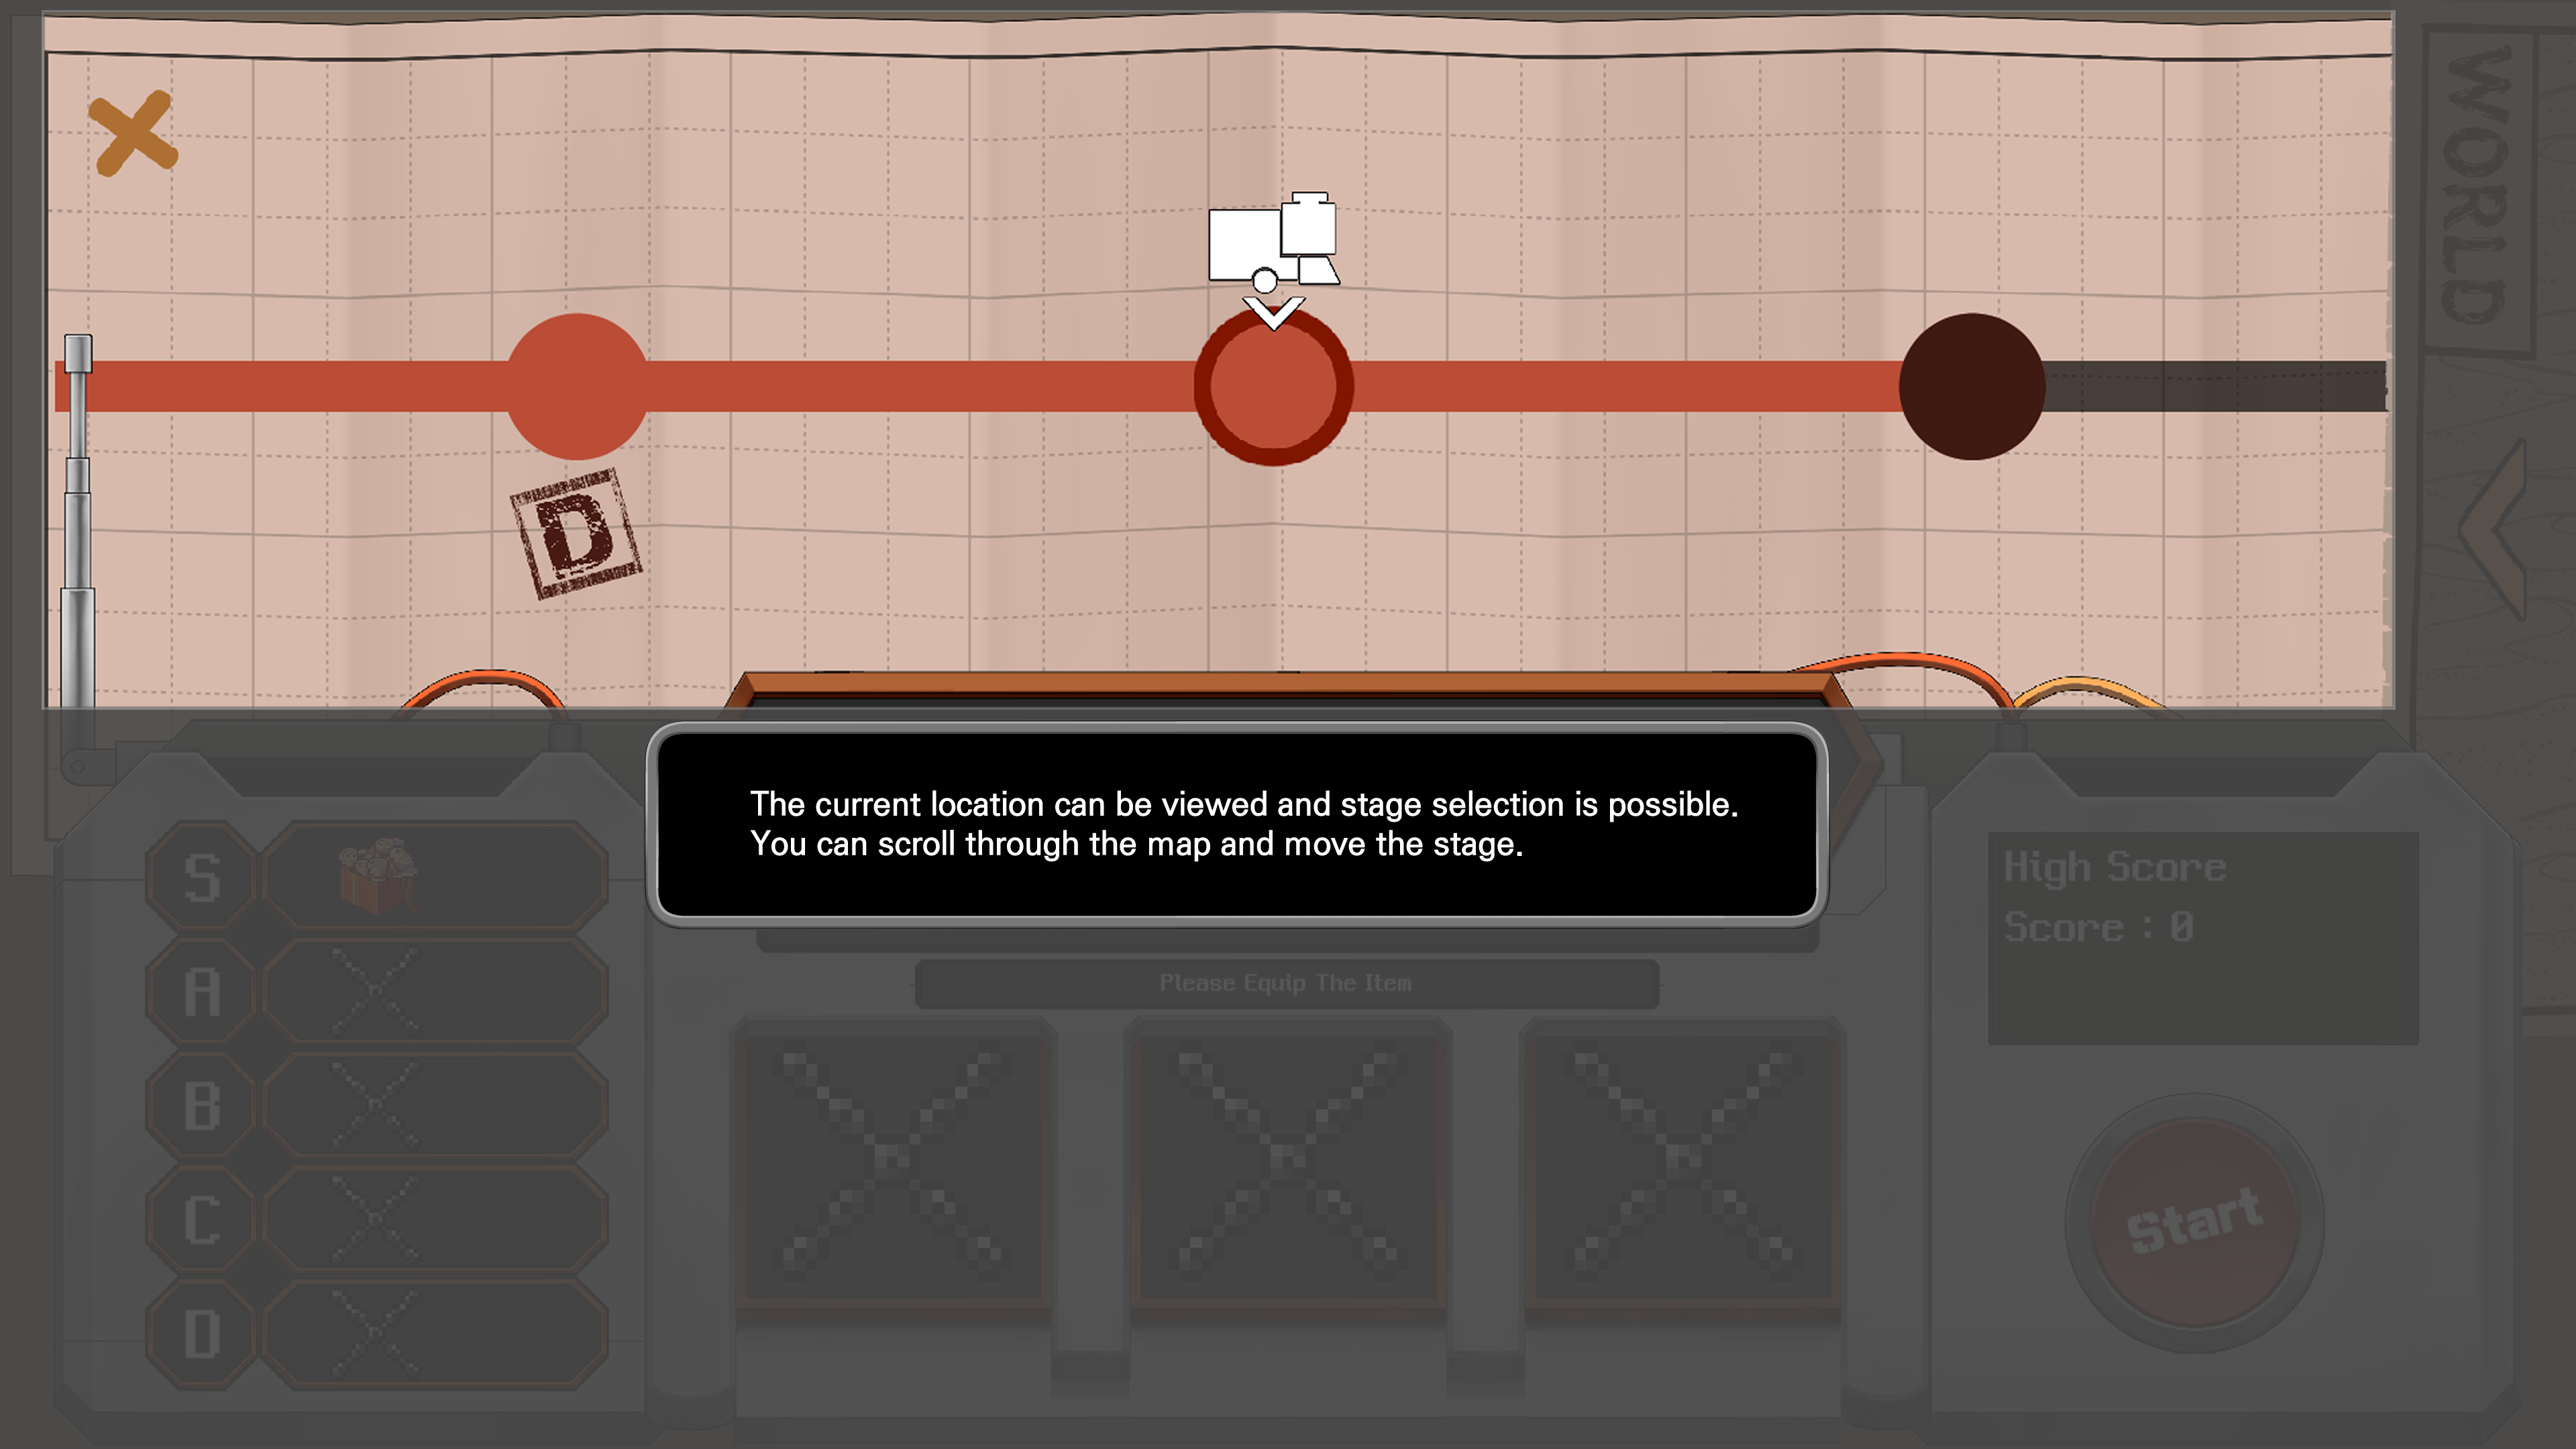 WORLD
D
The current location can be viewed and stage selection is possible.
You can scroll through the map and move the stage.
S
A
B
C
D
Please Equip The Item
High Score
Score : 0
Start